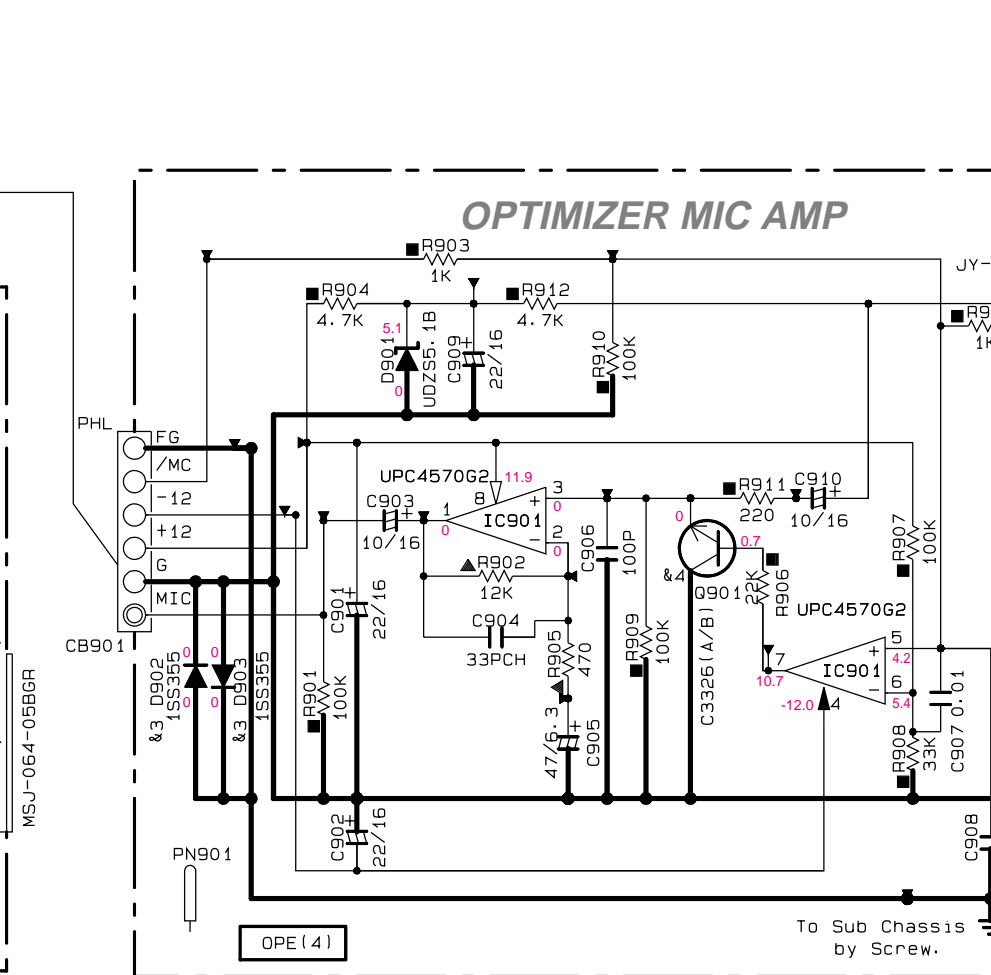 OPTIMIZER MIC AMP
R903
1K
JY-
R904
4.7K
R912
4.7K
R9
1K
5.1
D901
0
UDZS5.1B
C909
+
22/16
R910
100K
PHL
FG
/MC
-12
+12
G
MIC
CB901
UPC4570G2
11.9
8
C903
+
10/16
1
0
IC901
3
+
0
2
-
0
R902
12K
C904
33PCH
C906
100P
R911
220
C910
+
10/16
0
0.7
&4
Q901
22K
R906
R907
100K
UPC4570G2
C901
+
22/16
R905
470
R909
100K
C3326(A/B)
7
10.7
IC901
5
+
4.2
6
-
5.4
-12.0
4
0
0
&3 D902
1SS355
0
0
&3 D903
1SS355
R901
100K
47/6.3
+
C905
R908
33K
C907 0.01
MSJ-064-05BGR
C902
+
22/16
C908
PN901
OPE(4)
To Sub Chassis
by Screw.